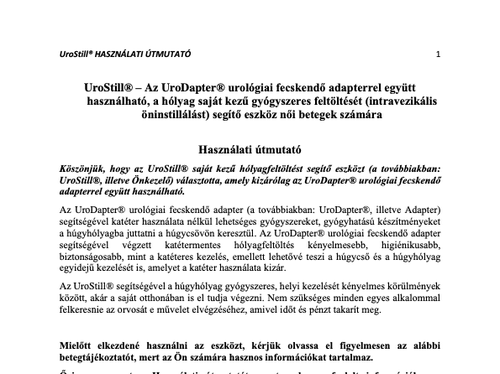 UroStill® HASZNÁLATI ÚTMUTATÓ 1
UroStill® – Az UroDapter® urológiai fecskendő adapterrel együtt
használható, a hólyag saját kezű gyógyszeres feltöltését (intravezikális
öninstillálást) segítő eszköz női betegek számára
Használati útmutató
Köszönjük, hogy az UroStill® saját kezű hólyagfeltöltést segítő eszközt (a továbbiakban:
UroStill®, illetve Önkezelő) választotta, amely kizárólag az UroDapter® urológiai fecskendő
adapterrel együtt használható.
Az UroDapter® urológiai fecskendő adapter (a továbbiakban: UroDapter®, illetve Adapter)
segítségével katéter használata nélkül lehetséges gyógyszereket, gyógyhatású készítményeket
a húgyhólyagba juttatni a húgycsövön keresztül. Az UroDapter® urológiai fecskendő adapter
segítségével végzett katétermentes hólyagfeltöltés kényelmesebb, higiénikusabb,
biztonságosabb, mint a katéteres kezelés, emellett lehetővé teszi a húgycső és a húgyhólyag
egyidejű kezelését is, amelyet a katéter használata kizár.
Az UroStill® segítségével a húgyhólyag gyógyszeres, helyi kezelését kényelmes körülmények
között, akár a saját otthonában is el tudja végezni. Nem szükséges minden egyes alkalommal
felkeresnie az orvosát e művelet elvégzéséhez, amivel időt és pénzt takarít meg.
Mielőtt elkezdené használni az eszközt, kérjük olvassa el figyelmesen az alábbi
betegtájékoztatót, mert az Ön számára hasznos információkat tartalmaz.